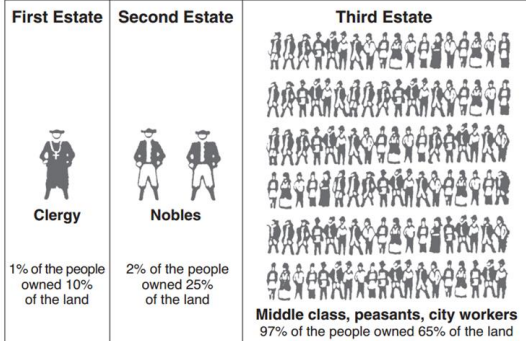 First Estate
Clergy
1% of the people
owned 10%
of the land
Second Estate
Nobles
2% of the people
owned 25%
of the land
Third Estate
Middle class, peasants, city workers
97% of the people owned 65% of the land